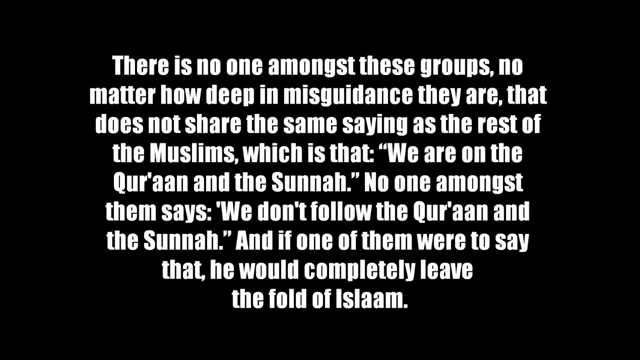 There is no one amongst these groups, no
matter how deep in misguidance they are, that
does not share the same saying as the rest of
the Muslims, which is that: “We are on the
Qur'aan and the Sunnah.” No one amongst
them says: 'We don't follow the Qur'aan and
the Sunnah.” And if one of them were to say
that, he would completely leave
the fold of Islaam.